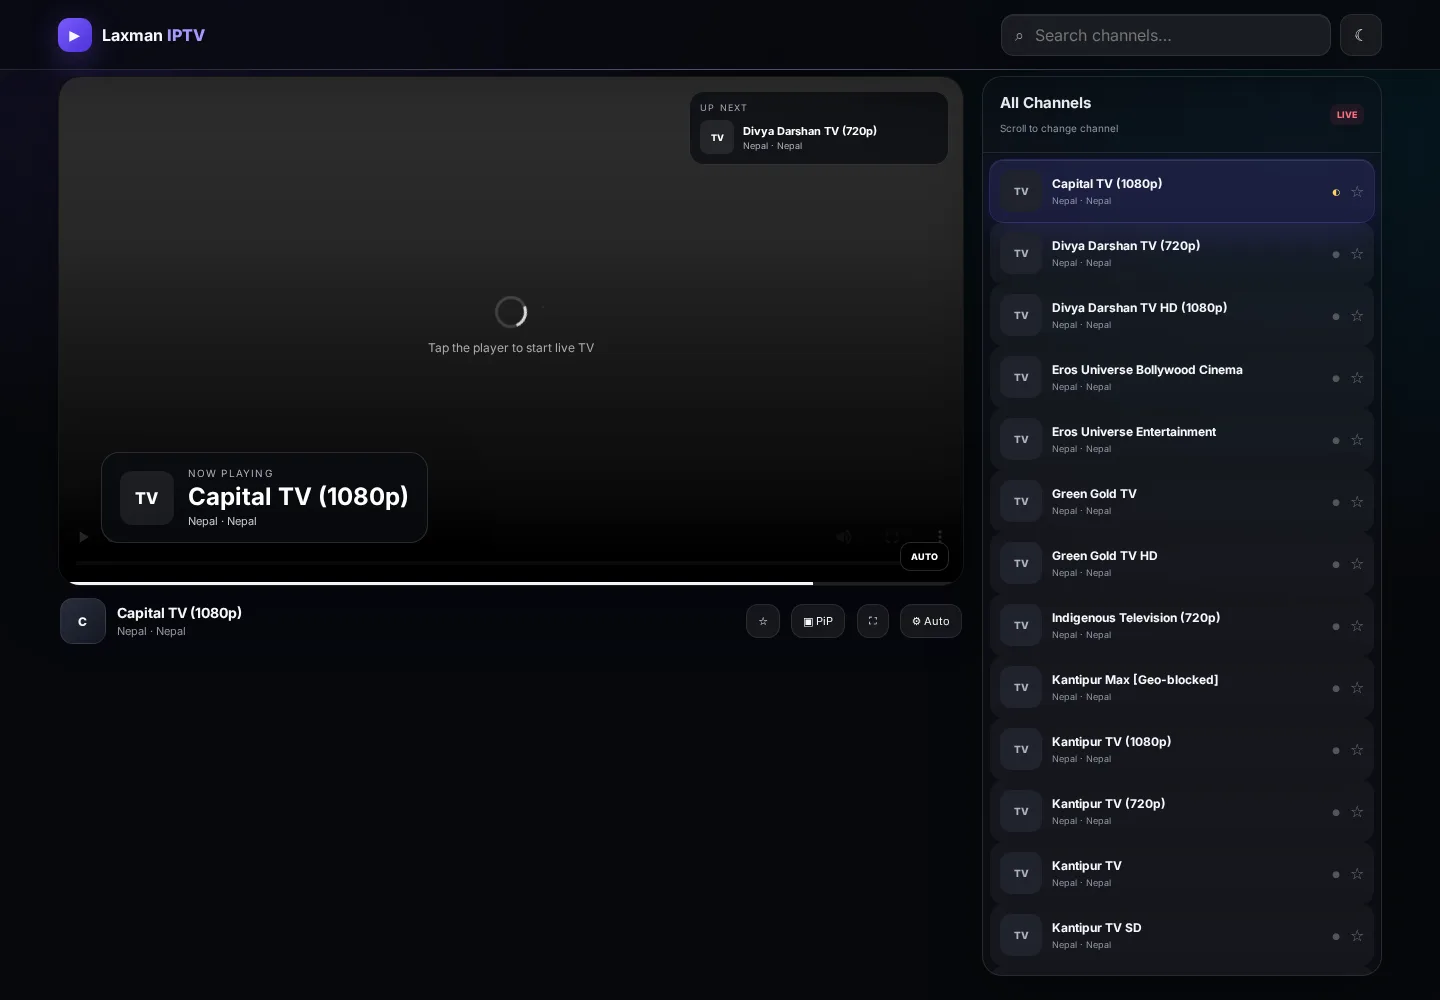 Laxman IPTV
Search channels...
UP NEXT
TV
Divya Darshan TV (720p)
Nepal · Nepal
Tap the player to start live TV
NOW PLAYING
TV
Capital TV (1080p)
Nepal · Nepal
AUTO
C
Capital TV (1080p)
Nepal · Nepal
PiP
Auto
All Channels
Scroll to change channel
LIVE
TV
Capital TV (1080p)
Nepal · Nepal
TV
Divya Darshan TV (720p)
Nepal · Nepal
TV
Divya Darshan TV HD (1080p)
Nepal · Nepal
TV
Eros Universe Bollywood Cinema
Nepal · Nepal
TV
Eros Universe Entertainment
Nepal · Nepal
TV
Green Gold TV
Nepal · Nepal
TV
Green Gold TV HD
Nepal · Nepal
TV
Indigenous Television (720p)
Nepal · Nepal
TV
Kantipur Max [Geo-blocked]
Nepal · Nepal
TV
Kantipur TV (1080p)
Nepal · Nepal
TV
Kantipur TV (720p)
Nepal · Nepal
TV
Kantipur TV
Nepal · Nepal
TV
Kantipur TV SD
Nepal · Nepal